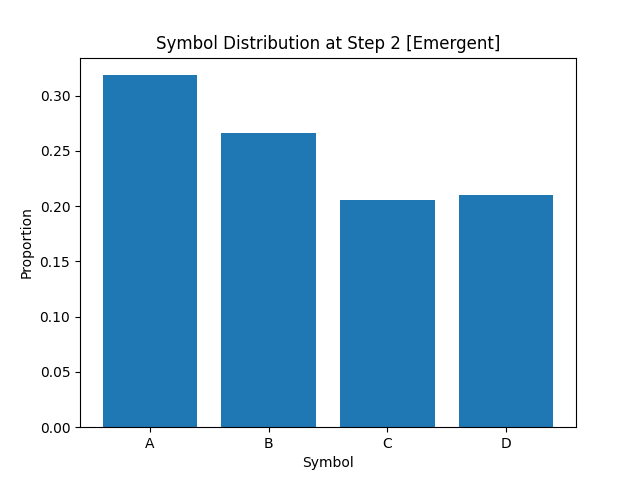 Symbol Distribution at Step 2 [Emergent]
Proportion
0.30
0.25
0.20
0.15
0.10
0.05
0.00
A B C D
Symbol